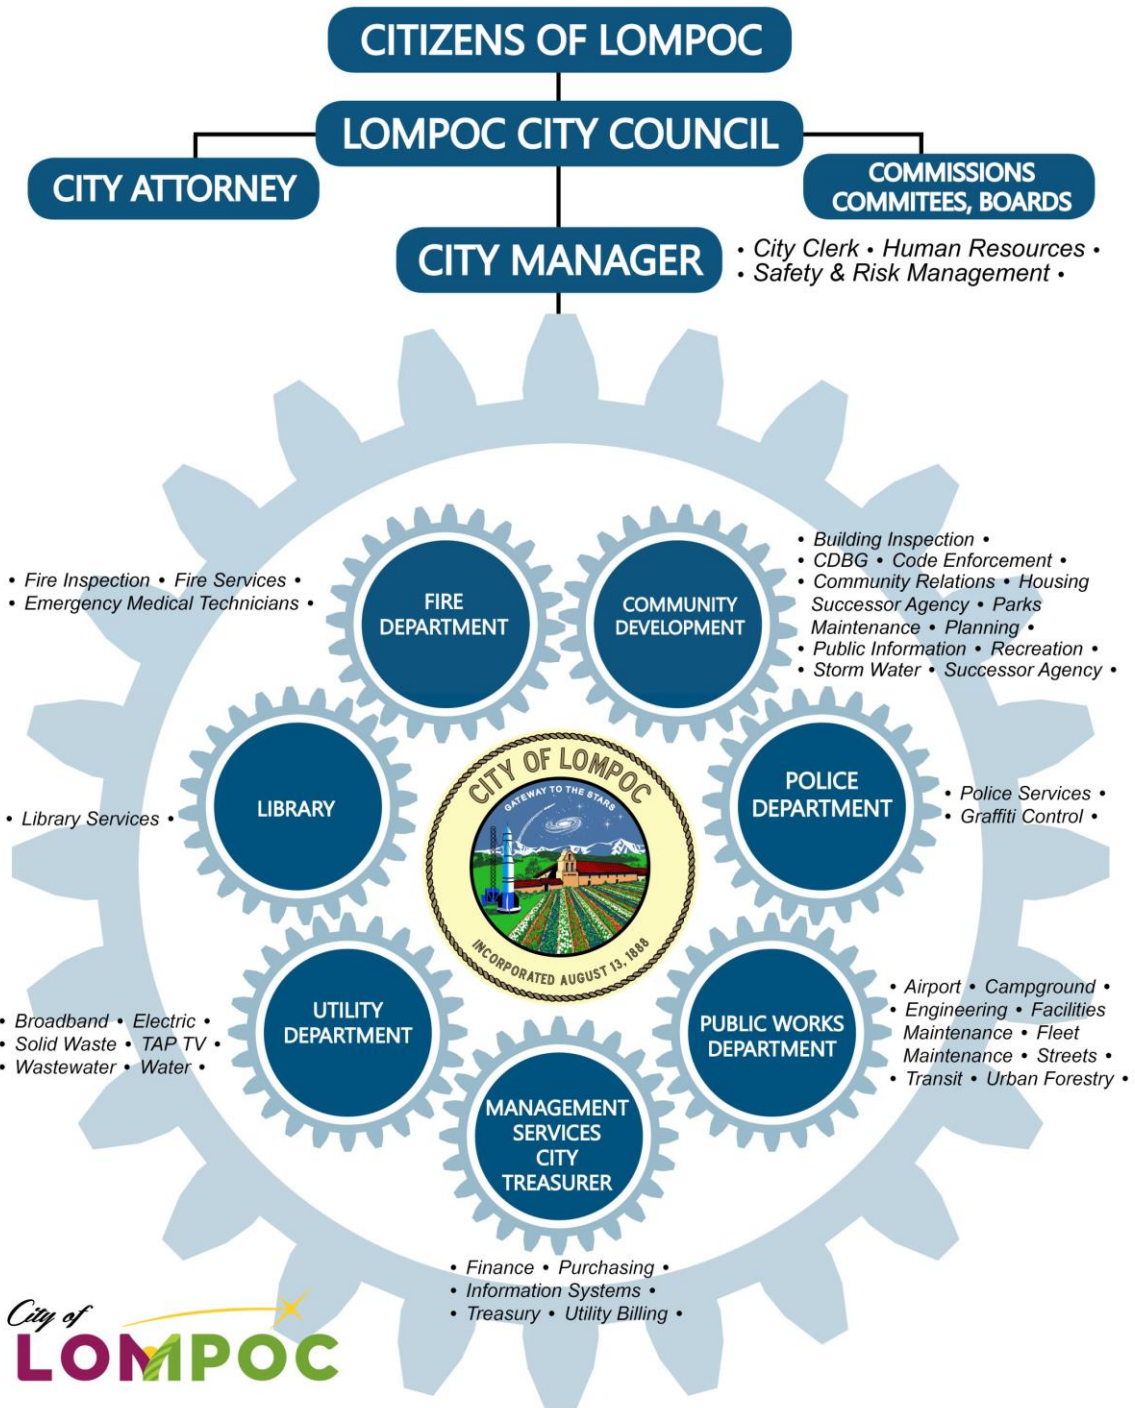 CITIZENS OF LOMPOC
LOMPOC CITY COUNCIL
CITY ATTORNEY
COMMISSIONS
COMMITEES, BOARDS
CITY MANAGER
• City Clerk • Human Resources •
• Safety & Risk Management •
FIRE
DEPARTMENT
• Fire Inspection • Fire Services •
• Emergency Medical Technicians •
COMMUNITY
DEVELOPMENT
• Building Inspection •
• CDBG • Code Enforcement •
• Community Relations • Housing
Successor Agency • Parks
Maintenance • Planning •
• Public Information • Recreation •
• Storm Water • Successor Agency •
LIBRARY
• Library Services •
CITY OF LOMPOC
GATEWAY TO THE STARS
INCORPORATED AUGUST 13, 1888
POLICE
DEPARTMENT
• Police Services •
• Graffiti Control •
UTILITY
DEPARTMENT
• Broadband • Electric •
• Solid Waste • TAP TV •
• Wastewater • Water •
PUBLIC WORKS
DEPARTMENT
• Airport • Campground •
• Engineering • Facilities
Maintenance • Fleet
Maintenance • Streets •
• Transit • Urban Forestry •
MANAGEMENT
SERVICES
CITY
TREASURER
• Finance • Purchasing •
• Information Systems •
• Treasury • Utility Billing •
City of
LOMPOC